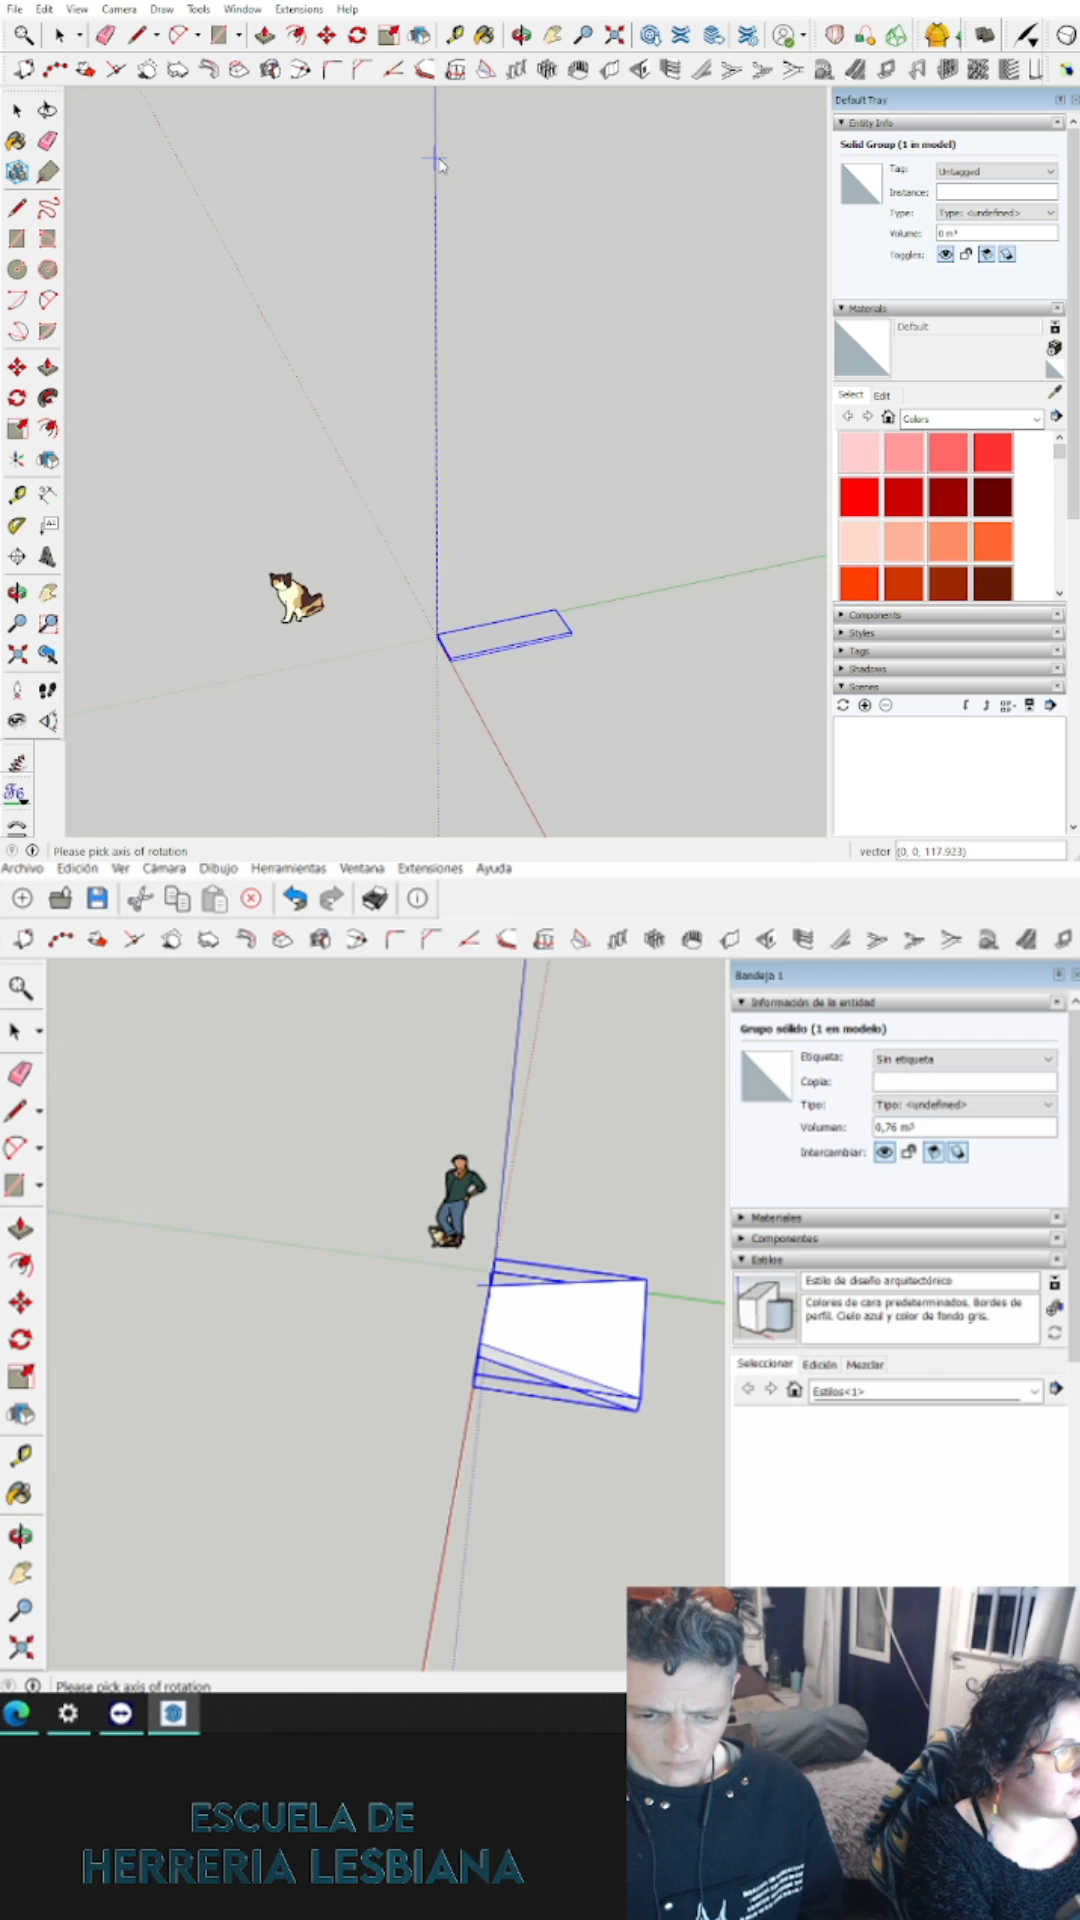 File Edit View Camera Draw Tools Window Extensions Help
Default Tray
Entity Info
Solid Group (1 in model)
Tag: Untagged
Instance:
Type: Type: <undefined>
Volume: 0 m³
Toggles:
Materials
Default
Select Edit
Colors
Components
Styles
Tags
Shadows
Scenes
Please pick axis of rotation
vector (0, 0, 117.923)
Archivo Edición Ver Cámara Dibujo Herramientas Ventana Extensiones Ayuda
Bandeja 1
Información de la entidad
Grupo sólido (1 en modelo)
Etiqueta: Sin etiqueta
Copia:
Tipo: Tipo: <undefined>
Volumen: 0,76 m³
Intercambiar:
Materiales
Componentes
Estilos
Estilo de diseño arquitectónico
Colores de cara predeterminados. Bordes de
perfil. Cielo azul y color de fondo gris.
Seleccionar Edición Mezclar
Estilos<1>
Please pick axis of rotation
ESCUELA DE
HERRERIA LESBIANA